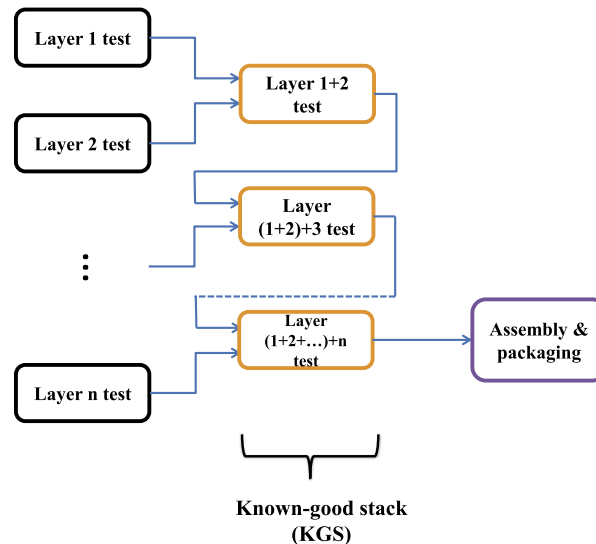 Layer 1 test
Layer 1+2
test
Layer 2 test
Layer
(1+2)+3 test
...
Layer
(1+2+...)+n
test
Assembly &
packaging
Layer n test
Known-good stack
(KGS)